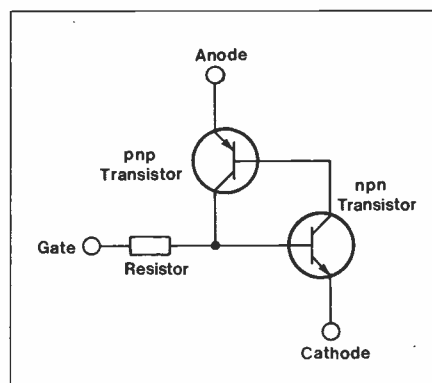 Anode
pnp
Transistor
npn
Transistor
Gate
Resistor
Cathode